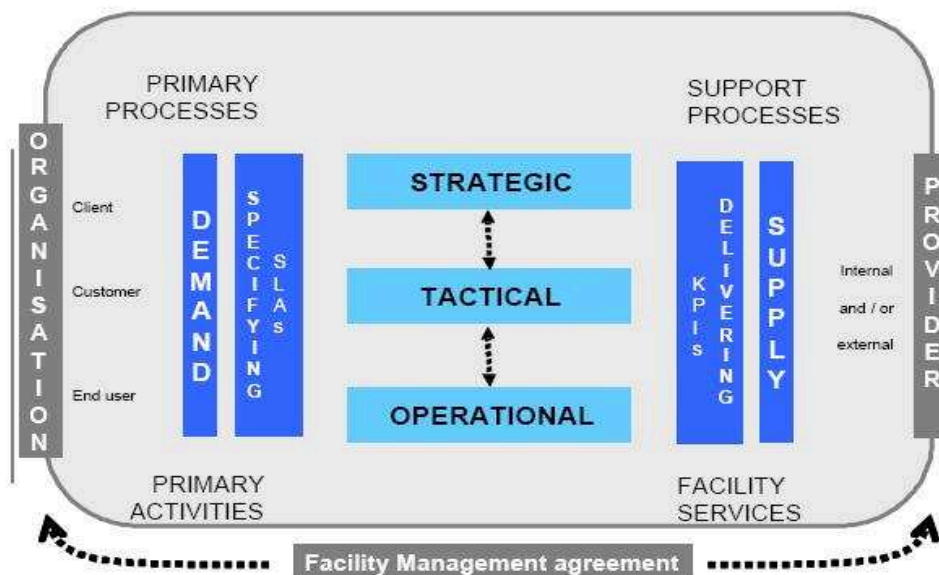 PRIMARY
PROCESSES
SUPPORT
PROCESSES
ORGANISATION
Client
Customer
End user
DEMAND
SPECIFYING
SLAs
STRATEGIC
TACTICAL
OPERATIONAL
KPIs
DELIVERING
SUPPLY
Internal
and / or
external
PROVIDER
PRIMARY
ACTIVITIES
FACILITY
SERVICES
Facility Management agreement